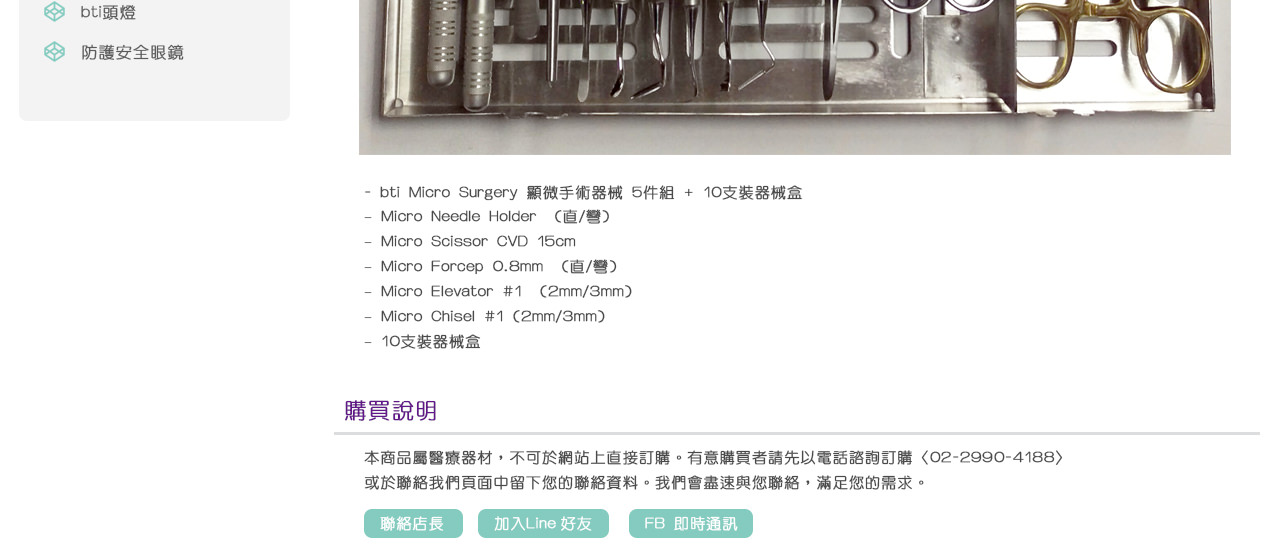 bti頭燈
防護安全眼鏡
- bti Micro Surgery 顯微手術器械 5件組 + 10支裝器械盒
– Micro Needle Holder （直/彎）
– Micro Scissor CVD 15cm
– Micro Forcep 0.8mm （直/彎）
– Micro Elevator #1 （2mm/3mm）
– Micro Chisel #1（2mm/3mm）
– 10支裝器械盒
購買說明
本商品屬醫療器材，不可於網站上直接訂購。有意購買者請先以電話諮詢訂購〈02-2990-4188〉
或於聯絡我們頁面中留下您的聯絡資料。我們會盡速與您聯絡，滿足您的需求。
聯絡店長 加入Line 好友 FB 即時通訊